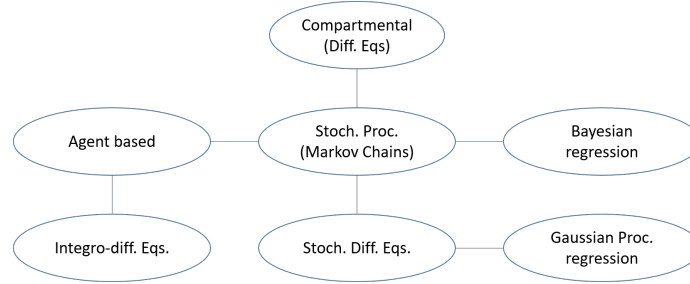 Compartmental
(Diff. Eqs)
Agent based
Stoch. Proc.
(Markov Chains)
Bayesian
regression
Integro-diff. Eqs.
Stoch. Diff. Eqs.
Gaussian Proc.
regression